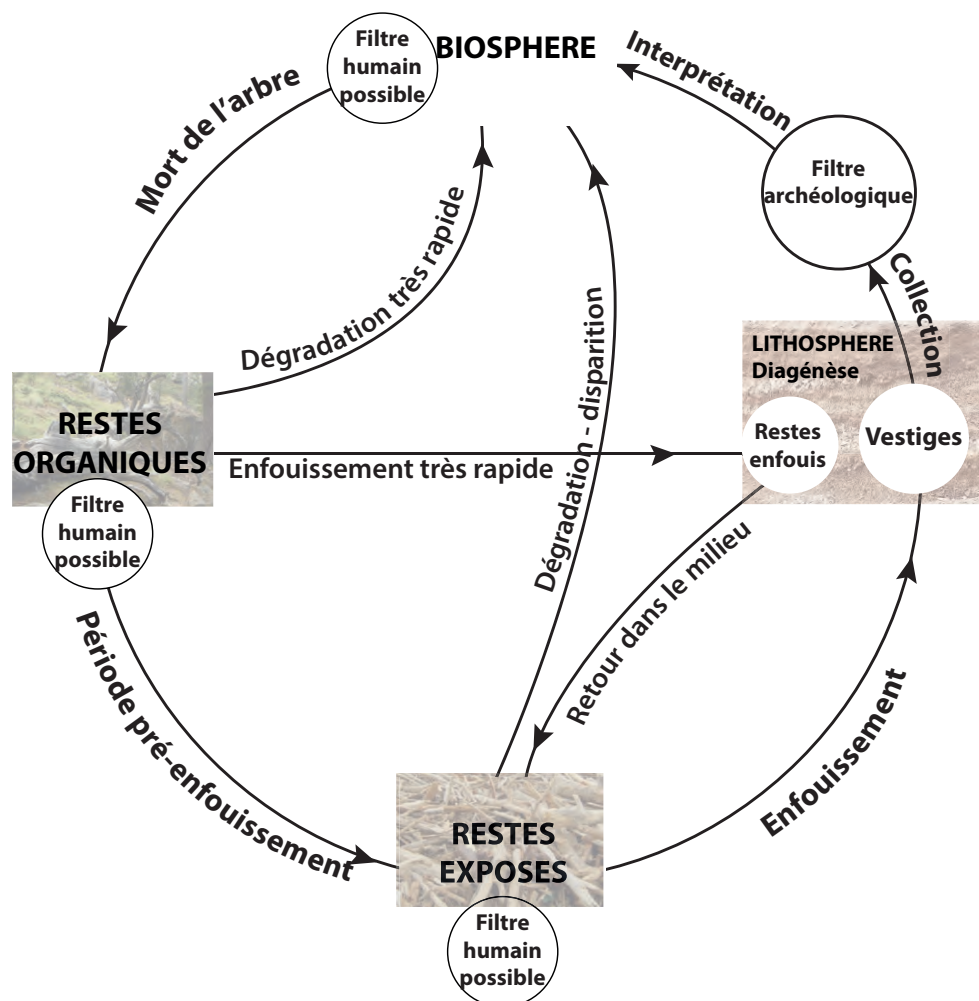 Filtre
humain
possible
BIOSPHERE
Interprétation
Mort de l'arbre
Filtre
archéologique
Dégradation très rapide
Collection
Dégradation - disparition
LITHOSPHERE
Diagénèse
RESTES
ORGANIQUES
Restes
enfouis
Vestiges
Enfouissement très rapide
Filtre
humain
possible
Retour dans le milieu
Période pré-enfouissement
Enfouissement
RESTES
EXPOSES
Filtre
humain
possible